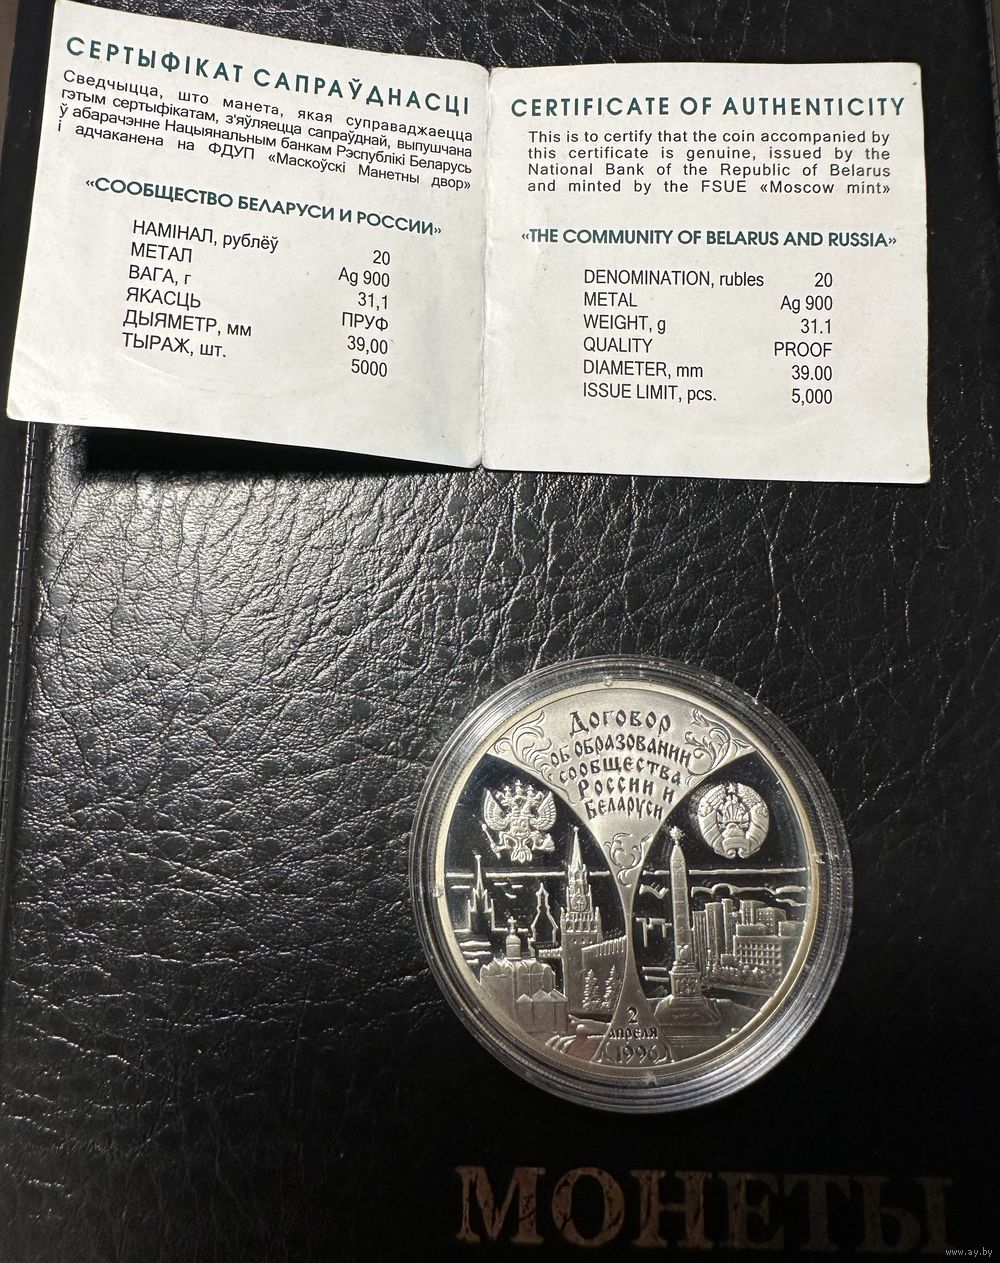 СЕРТЫФІКАТ САПРАЎДНАСЦІ
Сведчыцца, што манета, якая суправаджаецца
гэтым сертыфікатам, з'яўляецца сапраўднай, выпушчана
ў абарачэнне Нацыянальным банкам Рэспублікі Беларусь
і адчаканена на ФДУП «Маскоўскі Манетны двор»
«СООБЩЕСТВО БЕЛАРУСИ И РОССИИ»
НАМІНАЛ, рублёў 20
МЕТАЛ Ag 900
ВАГА, г 31,1
ЯКАСЦЬ ПРУФ
ДЫЯМЕТР, мм 39,00
ТЫРАЖ, шт. 5000
CERTIFICATE OF AUTHENTICITY
This is to certify that the coin accompanied by
this certificate is genuine, issued by the
National Bank of the Republic of Belarus
and minted by the FSUE «Moscow mint»
«THE COMMUNITY OF BELARUS AND RUSSIA»
DENOMINATION, rubles 20
METAL Ag 900
WEIGHT, g 31.1
QUALITY PROOF
DIAMETER, mm 39.00
ISSUE LIMIT, pcs. 5,000
ДОГОВОР
ОБ ОБРАЗОВАНИИ
СООБЩЕСТВА
РОССИИ И
БЕЛАРУСИ
2
АПРЕЛЯ
1996
МОНЕТЫ
www.ay.by